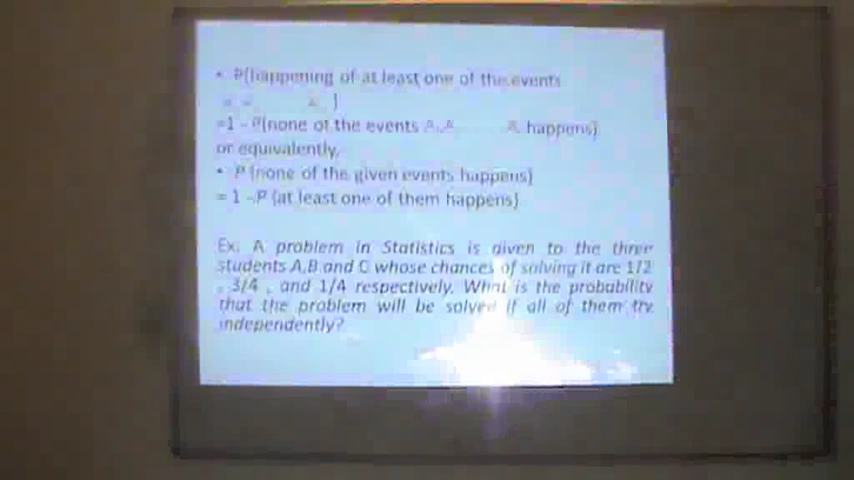 • P{happening of at least one of the events
}
=1 - P{none of the events A, A A happens}
or equivalently,
• P {none of the given events happens}
= 1 - P {at least one of them happens}
Ex. A problem in Statistics is given to the three
students A,B and C whose chances of solving it are 1/2
, 3/4 , and 1/4 respectively. What is the probability
that the problem will be solved if all of them try
independently?